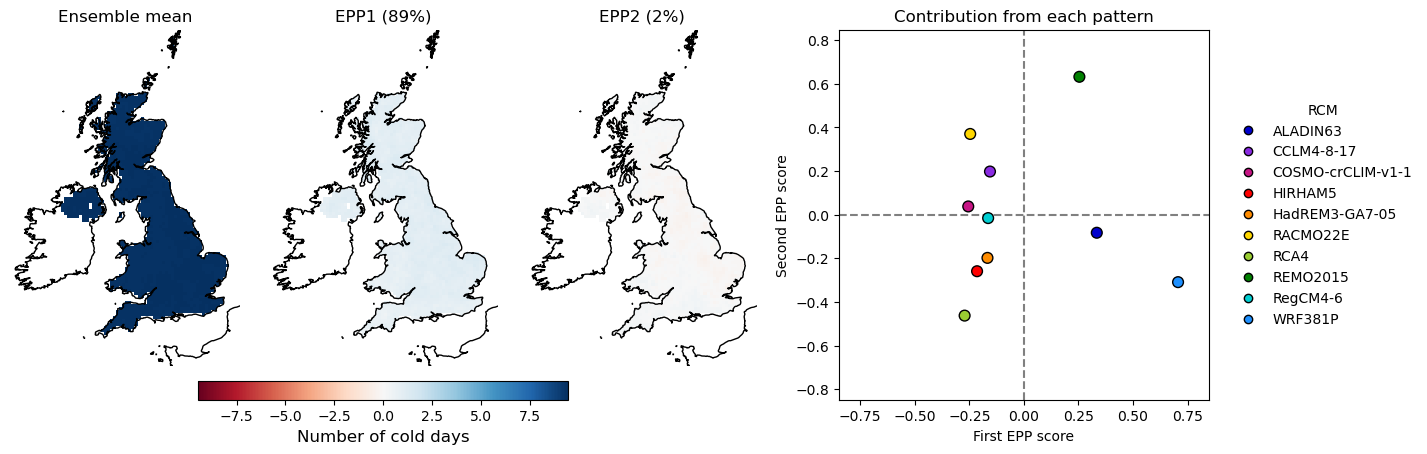 Ensemble mean
EPP1 (89%)
EPP2 (2%)
−7.5 −5.0 −2.5 0.0 2.5 5.0 7.5
Number of cold days
Contribution from each pattern
Second EPP score
0.8
0.6
0.4
0.2
0.0
−0.2
−0.4
−0.6
−0.8
−0.75 −0.50 −0.25 0.00 0.25 0.50 0.75
First EPP score
RCM
ALADIN63
CCLM4-8-17
COSMO-crCLIM-v1-1
HIRHAM5
HadREM3-GA7-05
RACMO22E
RCA4
REMO2015
RegCM4-6
WRF381P